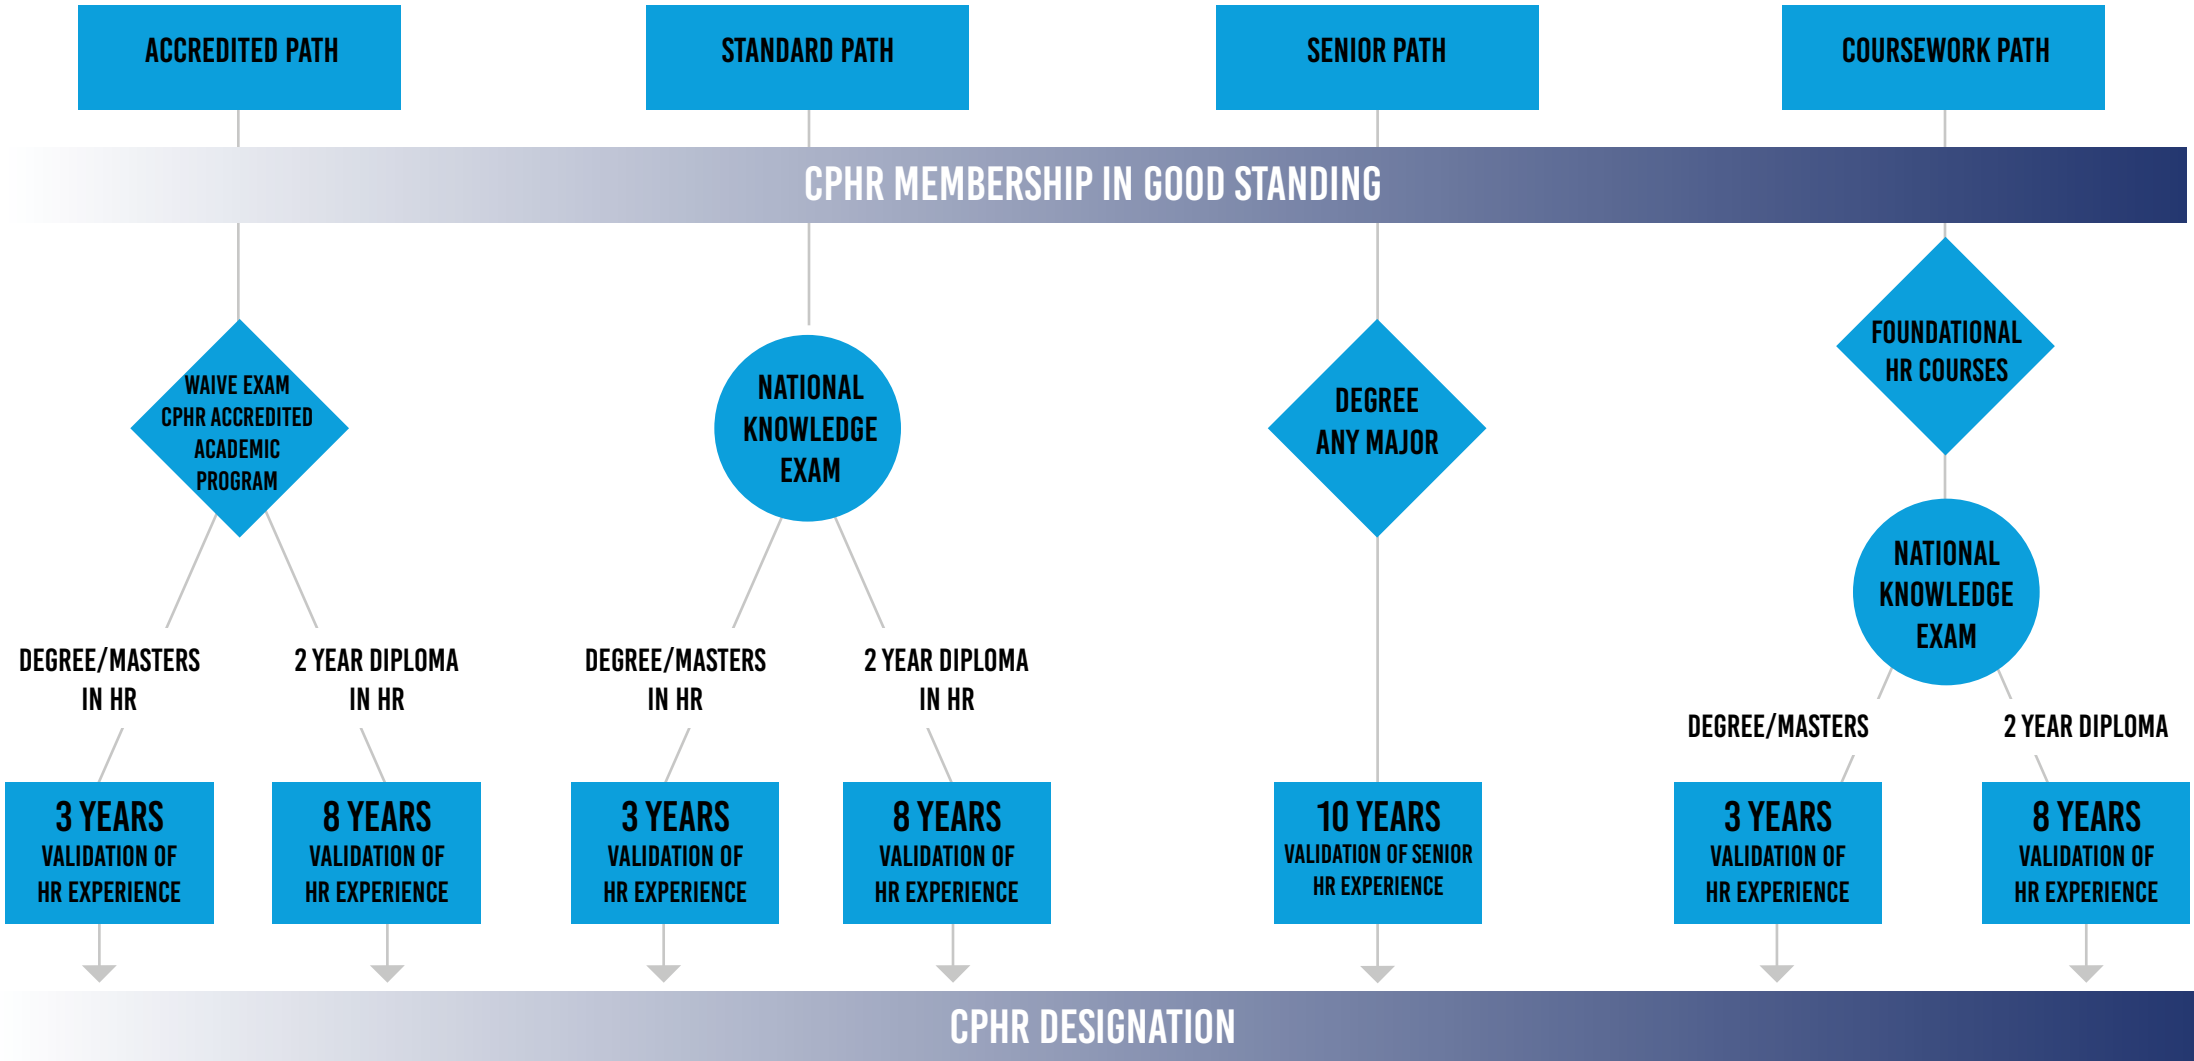 ACCREDITED PATH
STANDARD PATH
SENIOR PATH
COURSEWORK PATH
CPHR MEMBERSHIP IN GOOD STANDING
WAIVE EXAM
CPHR ACCREDITED
ACADEMIC
PROGRAM
NATIONAL
KNOWLEDGE
EXAM
DEGREE
ANY MAJOR
FOUNDATIONAL
HR COURSES
NATIONAL
KNOWLEDGE
EXAM
DEGREE/MASTERS
IN HR
2 YEAR DIPLOMA
IN HR
DEGREE/MASTERS
IN HR
2 YEAR DIPLOMA
IN HR
DEGREE/MASTERS
2 YEAR DIPLOMA
3 YEARS
VALIDATION OF
HR EXPERIENCE
8 YEARS
VALIDATION OF
HR EXPERIENCE
3 YEARS
VALIDATION OF
HR EXPERIENCE
8 YEARS
VALIDATION OF
HR EXPERIENCE
10 YEARS
VALIDATION OF SENIOR
HR EXPERIENCE
3 YEARS
VALIDATION OF
HR EXPERIENCE
8 YEARS
VALIDATION OF
HR EXPERIENCE
CPHR DESIGNATION